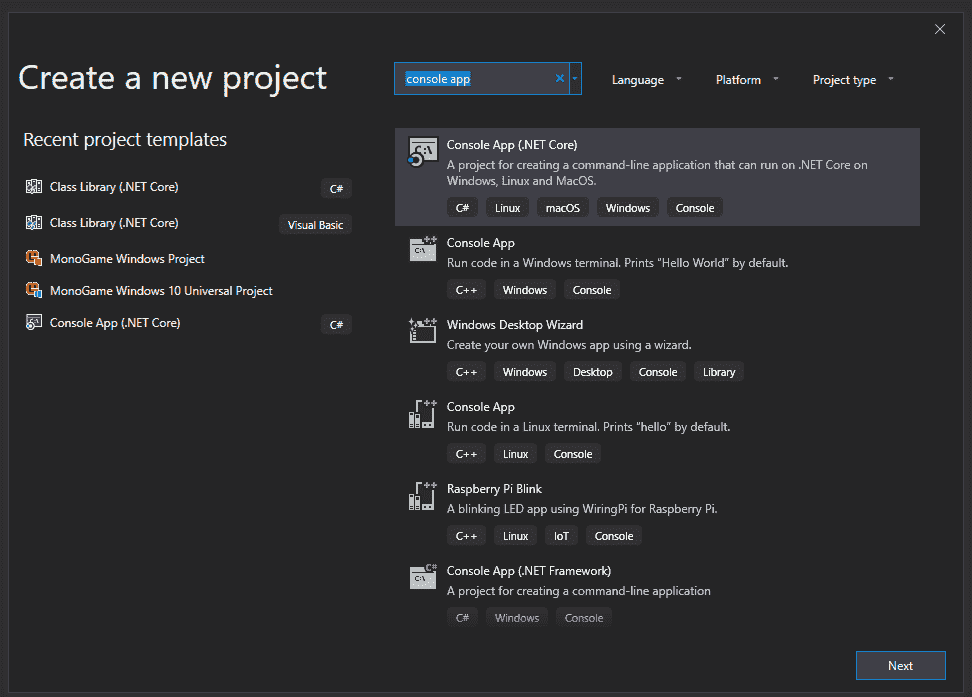 Create a new project
console app
Language
Platform
Project type
Recent project templates
Class Library (.NET Core)
C#
Class Library (.NET Core)
Visual Basic
MonoGame Windows Project
MonoGame Windows 10 Universal Project
Console App (.NET Core)
C#
Console App (.NET Core)
A project for creating a command-line application that can run on .NET Core on
Windows, Linux and MacOS.
C# Linux macOS Windows Console
Console App
Run code in a Windows terminal. Prints “Hello World” by default.
C++ Windows Console
Windows Desktop Wizard
Create your own Windows app using a wizard.
C++ Windows Desktop Console Library
Console App
Run code in a Linux terminal. Prints “hello” by default.
C++ Linux Console
Raspberry Pi Blink
A blinking LED app using WiringPi for Raspberry Pi.
C++ Linux IoT Console
Console App (.NET Framework)
A project for creating a command-line application
C# Windows Console
Next